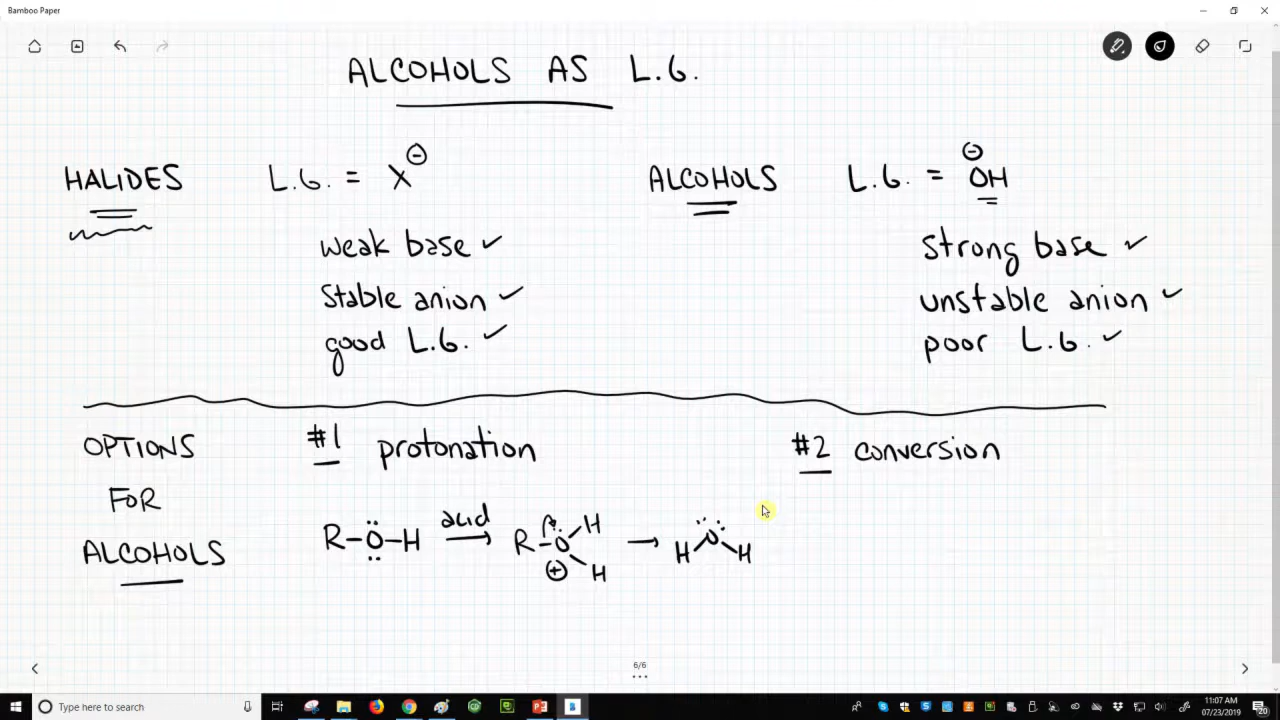 Bamboo Paper
ALCOHOLS AS L.G.
HALIDES L.G. = X⊖
weak base ✓
stable anion ✓
good L.G. ✓
ALCOHOLS L.G. = ⊖OH
strong base ✓
unstable anion ✓
poor L.G. ✓
OPTIONS FOR ALCOHOLS
#1 protonation
R-O-H acid → R-O⊕ H H → H O H
#2 conversion
6/6
Type here to search
11:07 AM
07/23/2019
20